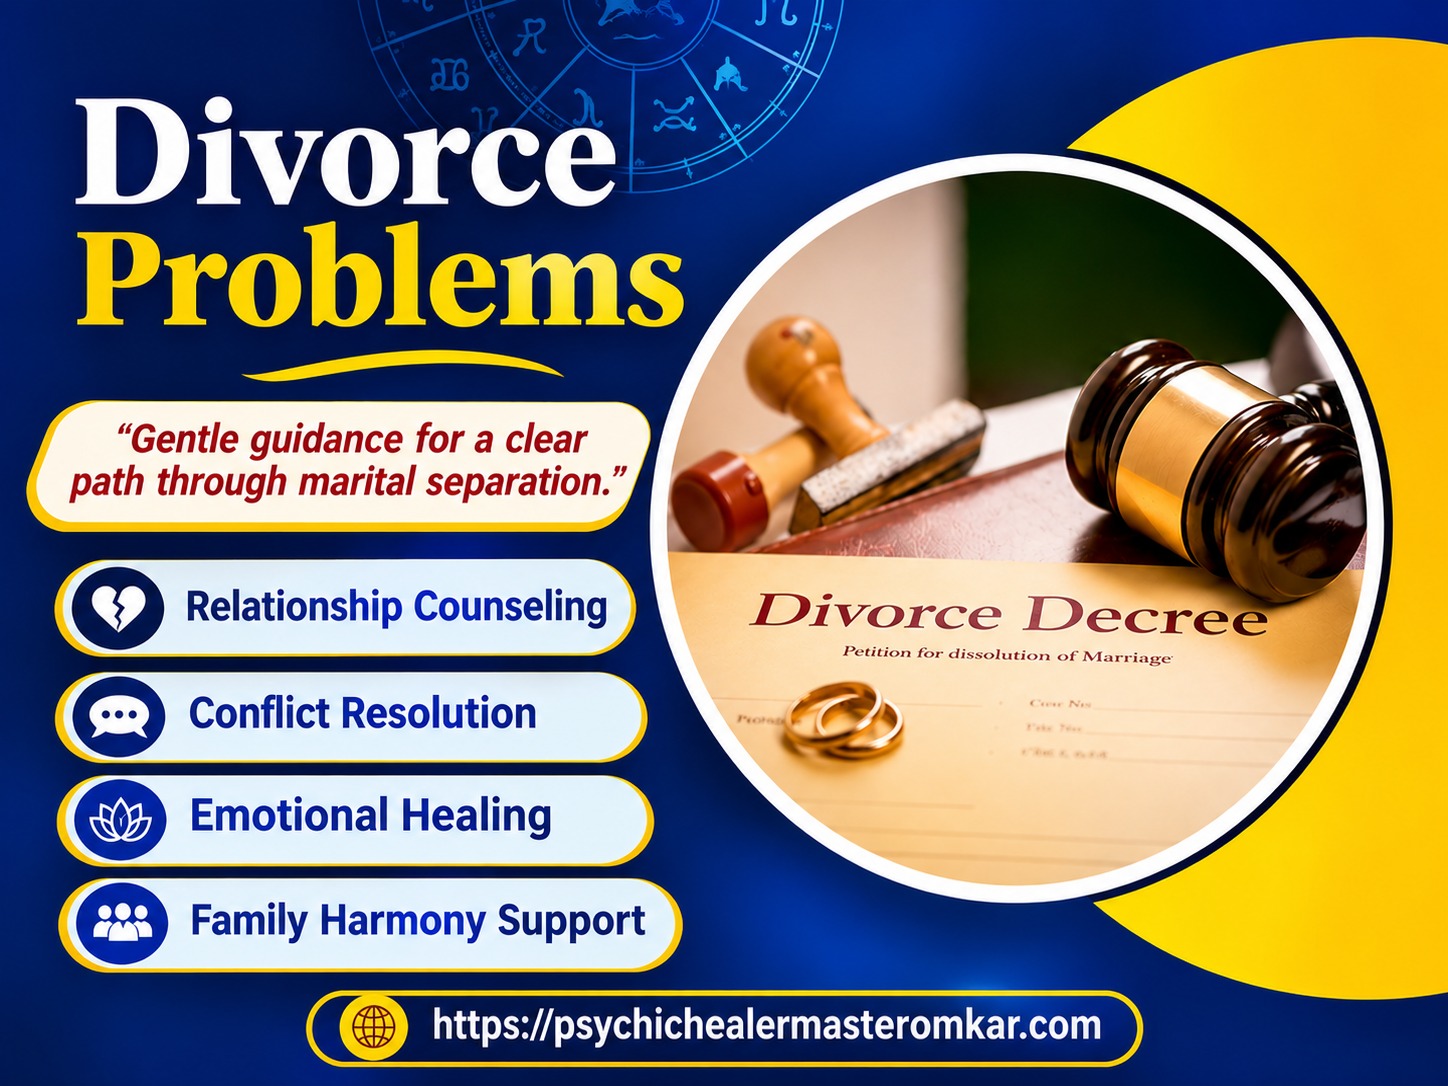 Divorce
Problems
“Gentle guidance for a clear
path through marital separation.”
Relationship Counseling
Conflict Resolution
Emotional Healing
Family Harmony Support
Divorce Decree
Petition for dissolution of Marriage
https://psychichealermasteromkar.com